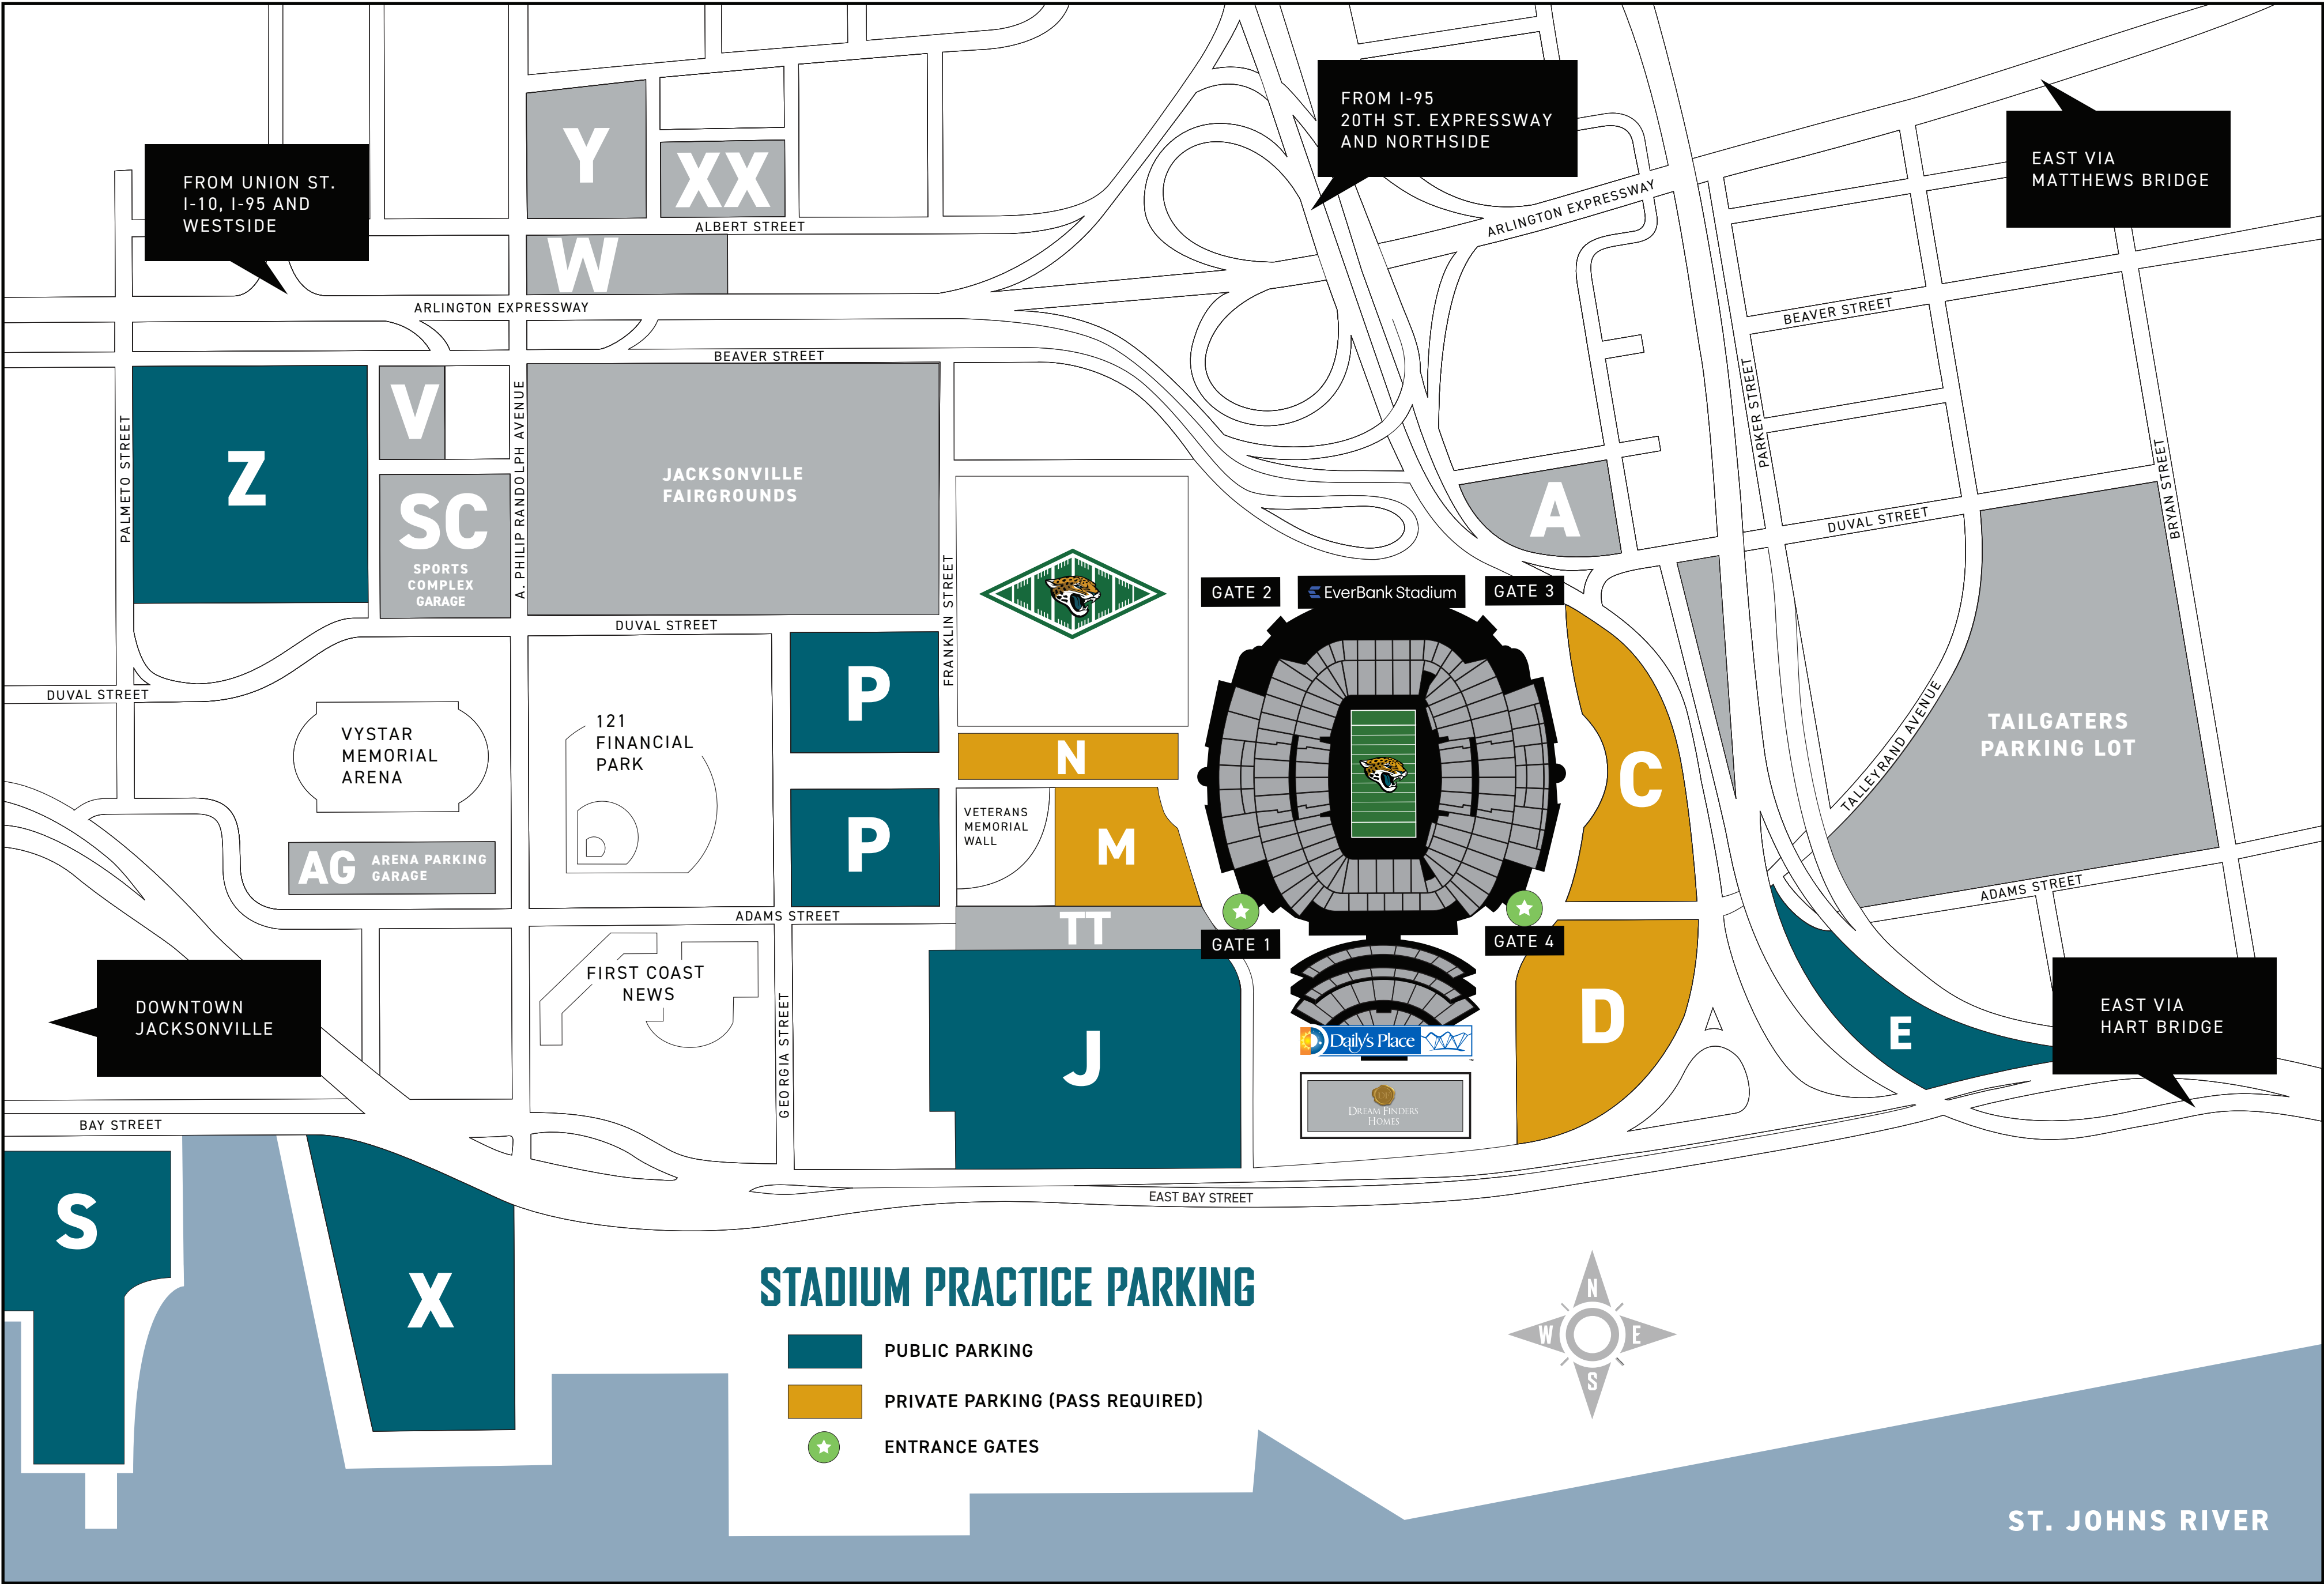 FROM I-95
20TH ST. EXPRESSWAY
AND NORTHSIDE
EAST VIA
MATTHEWS BRIDGE
FROM UNION ST.
I-10, I-95 AND
WESTSIDE
Y
XX
ALBERT STREET
W
ARLINGTON EXPRESSWAY
ARLINGTON EXPRESSWAY
BEAVER STREET
BEAVER STREET
PALMETO STREET
Z
V
SC
SPORTS
COMPLEX
GARAGE
A. PHILIP RANDOLPH AVENUE
JACKSONVILLE
FAIRGROUNDS
PARKER STREET
BRYAN STREET
A
DUVAL STREET
FRANKLIN STREET
GATE 2
EverBank Stadium
GATE 3
DUVAL STREET
DUVAL STREET
P
VYSTAR
MEMORIAL
ARENA
121
FINANCIAL
PARK
N
C
TALLEYRAND AVENUE
TAILGATERS
PARKING LOT
P
VETERANS
MEMORIAL
WALL
M
AG
ARENA PARKING
GARAGE
ADAMS STREET
ADAMS STREET
TT
GATE 1
GATE 4
FIRST COAST
NEWS
GEORGIA STREET
DOWNTOWN
JACKSONVILLE
J
D
E
EAST VIA
HART BRIDGE
Daily's Place
DREAM FINDERS
HOMES
BAY STREET
EAST BAY STREET
S
X
STADIUM PRACTICE PARKING
PUBLIC PARKING
PRIVATE PARKING (PASS REQUIRED)
ENTRANCE GATES
N
W
E
S
ST. JOHNS RIVER